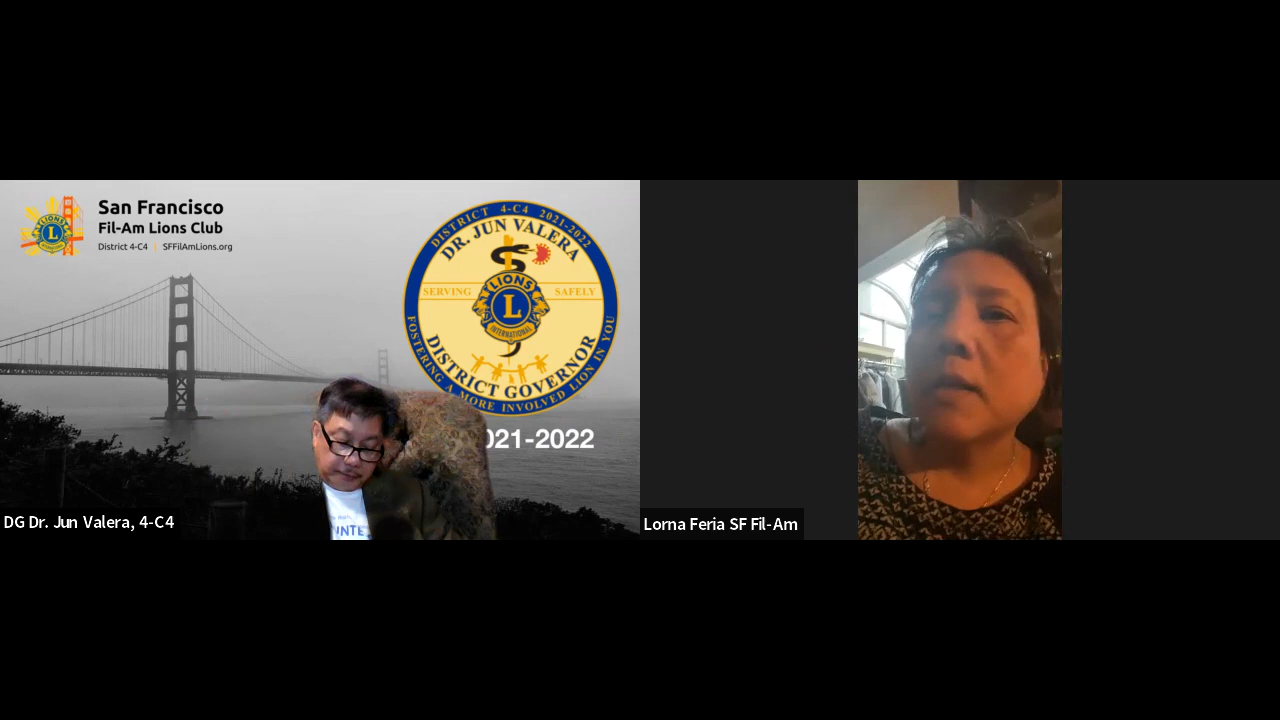 San Francisco
Fil-Am Lions Club
District 4-C4 | SFFilAmLions.org
LIONS
L
INTERNATIONAL
DISTRICT 4-C4 2021-2022
DR. JUN VALERA
SERVING SAFELY
LIONS
L
INTERNATIONAL
DISTRICT GOVERNOR
FOSTERING A MORE INVOLVED LION IN YOU
021-2022
INTE
DG Dr. Jun Valera, 4-C4
Lorna Feria SF Fil-Am